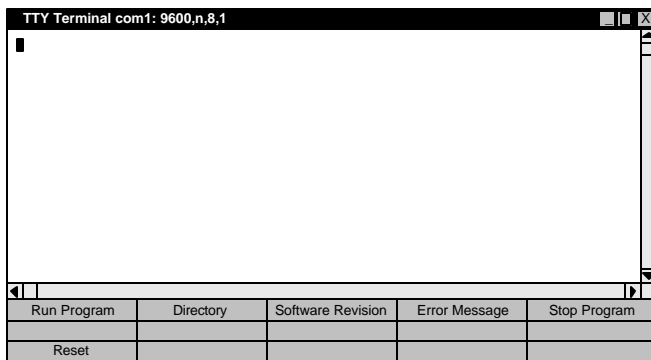 TTY Terminal com1: 9600,n,8,1
Run Program Directory Software Revision Error Message Stop Program
Reset